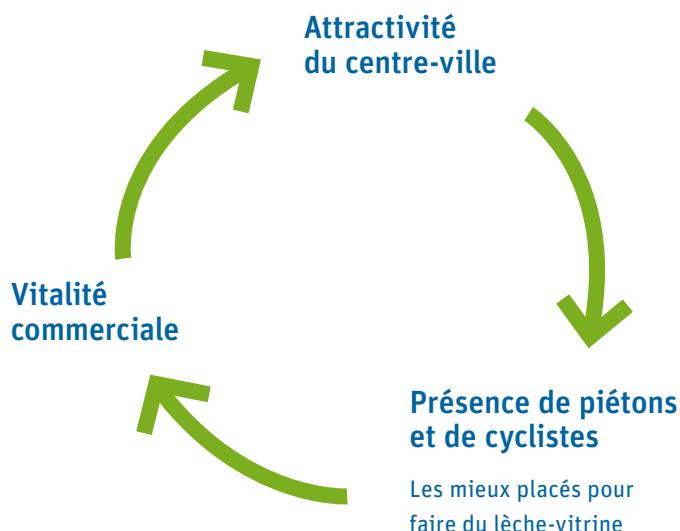 Attractivité
du centre-ville
Vitalité
commerciale
Présence de piétons
et de cyclistes
Les mieux placés pour
faire du lèche-vitrine